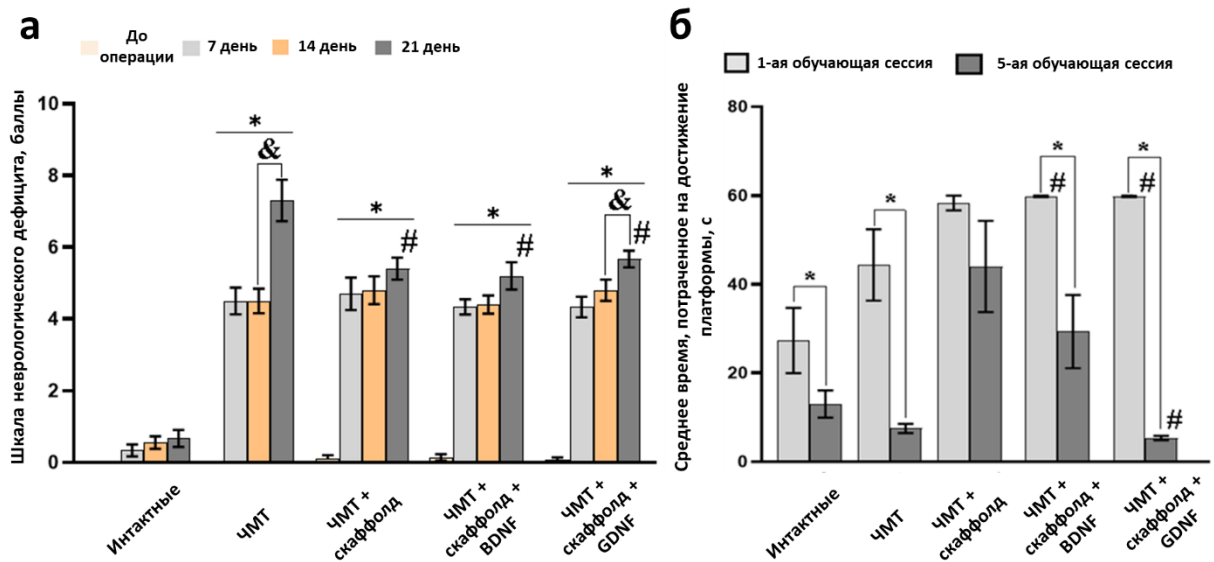 а
До операции
7 день
14 день
21 день
Шкала неврологического дефицита, баллы
10
8
6
4
2
0
*
&
*
#
*
#
*
&
#
Интактные
ЧМТ
ЧМТ +
скаффолд
ЧМТ +
скаффолд +
BDNF
ЧМТ +
скаффолд +
GDNF
б
1-ая обучающая сессия
5-ая обучающая сессия
Среднее время, потраченное на достижение
платформы, с
80
60
40
20
0
*
*
*
#
*
#
#
Интактные
ЧМТ
ЧМТ +
скаффолд
ЧМТ +
скаффолд +
BDNF
ЧМТ +
скаффолд +
GDNF